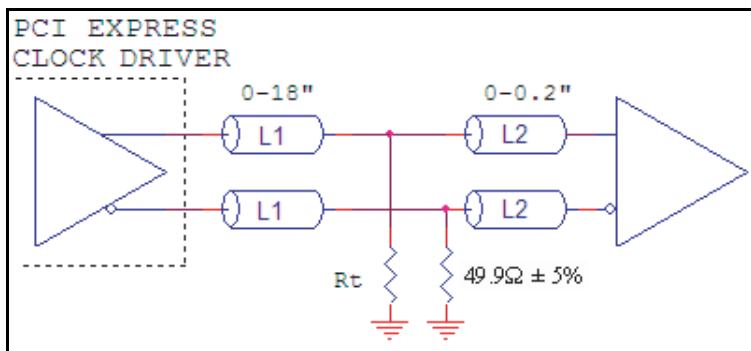 PCI EXPRESS
CLOCK DRIVER
0-18"
0-0.2"
L1
L2
L1
L2
Rt
49.9Ω ± 5%